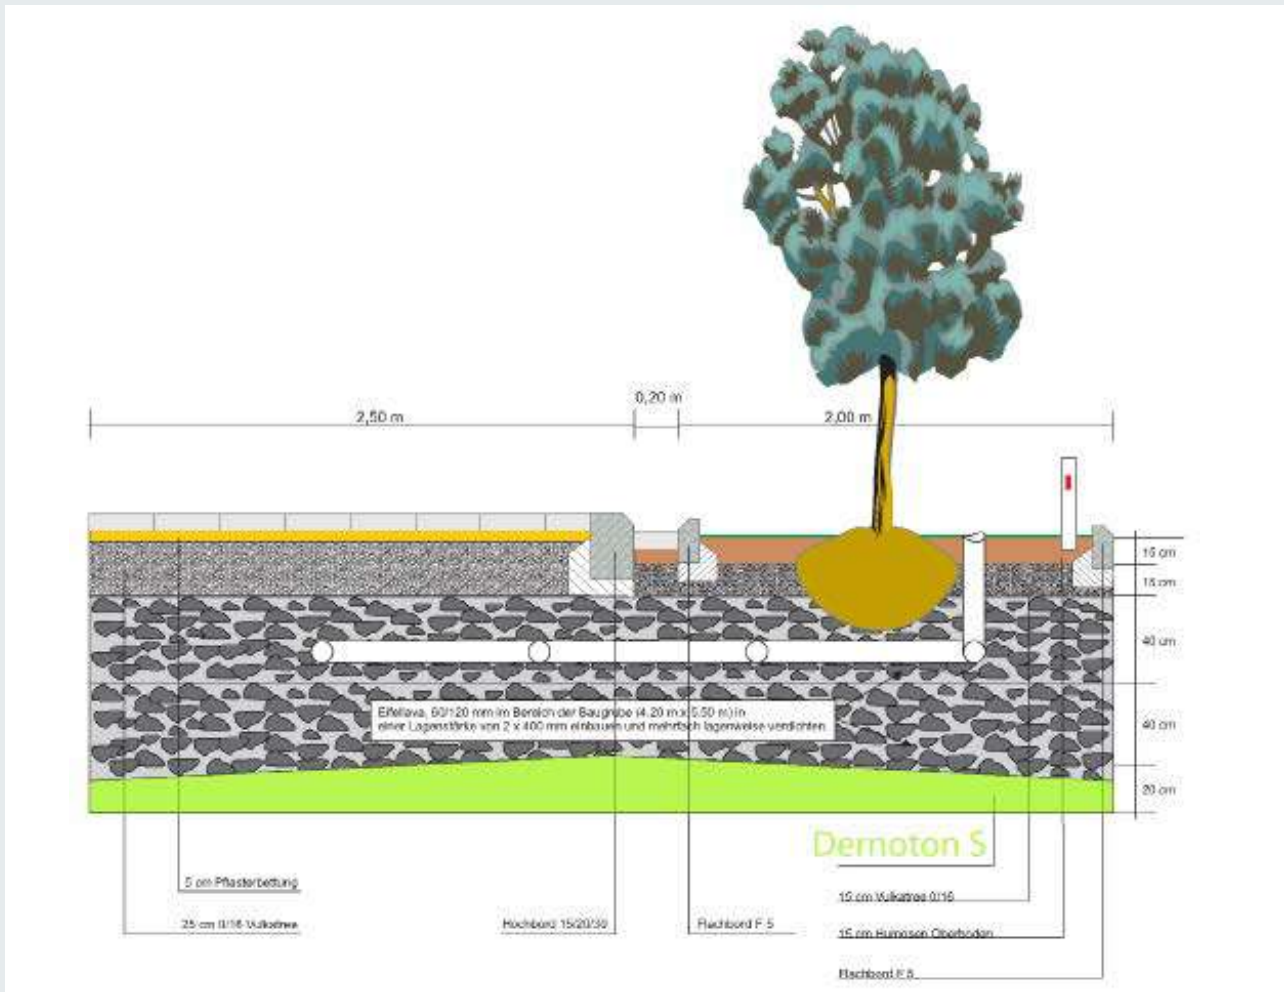 0,20 m
2,50 m
2,00 m
15 cm
15 cm
40 cm
Eifellava, 60/120 mm im Bereich der Baugrube (4.20 m x 5.50 m) in
einer Lagenstärke von 2 x 400 mm einbauen und mehrfach lagenweise verdichten
40 cm
20 cm
Dernoton S
5 cm Pflasterbettung
15 cm Vulkatree 0/16
25 cm 0/16 Vulkatree
Hochbord 15/20/30
Flachbord F 5
15 cm Humosen Oberboden
Flachbord F 5